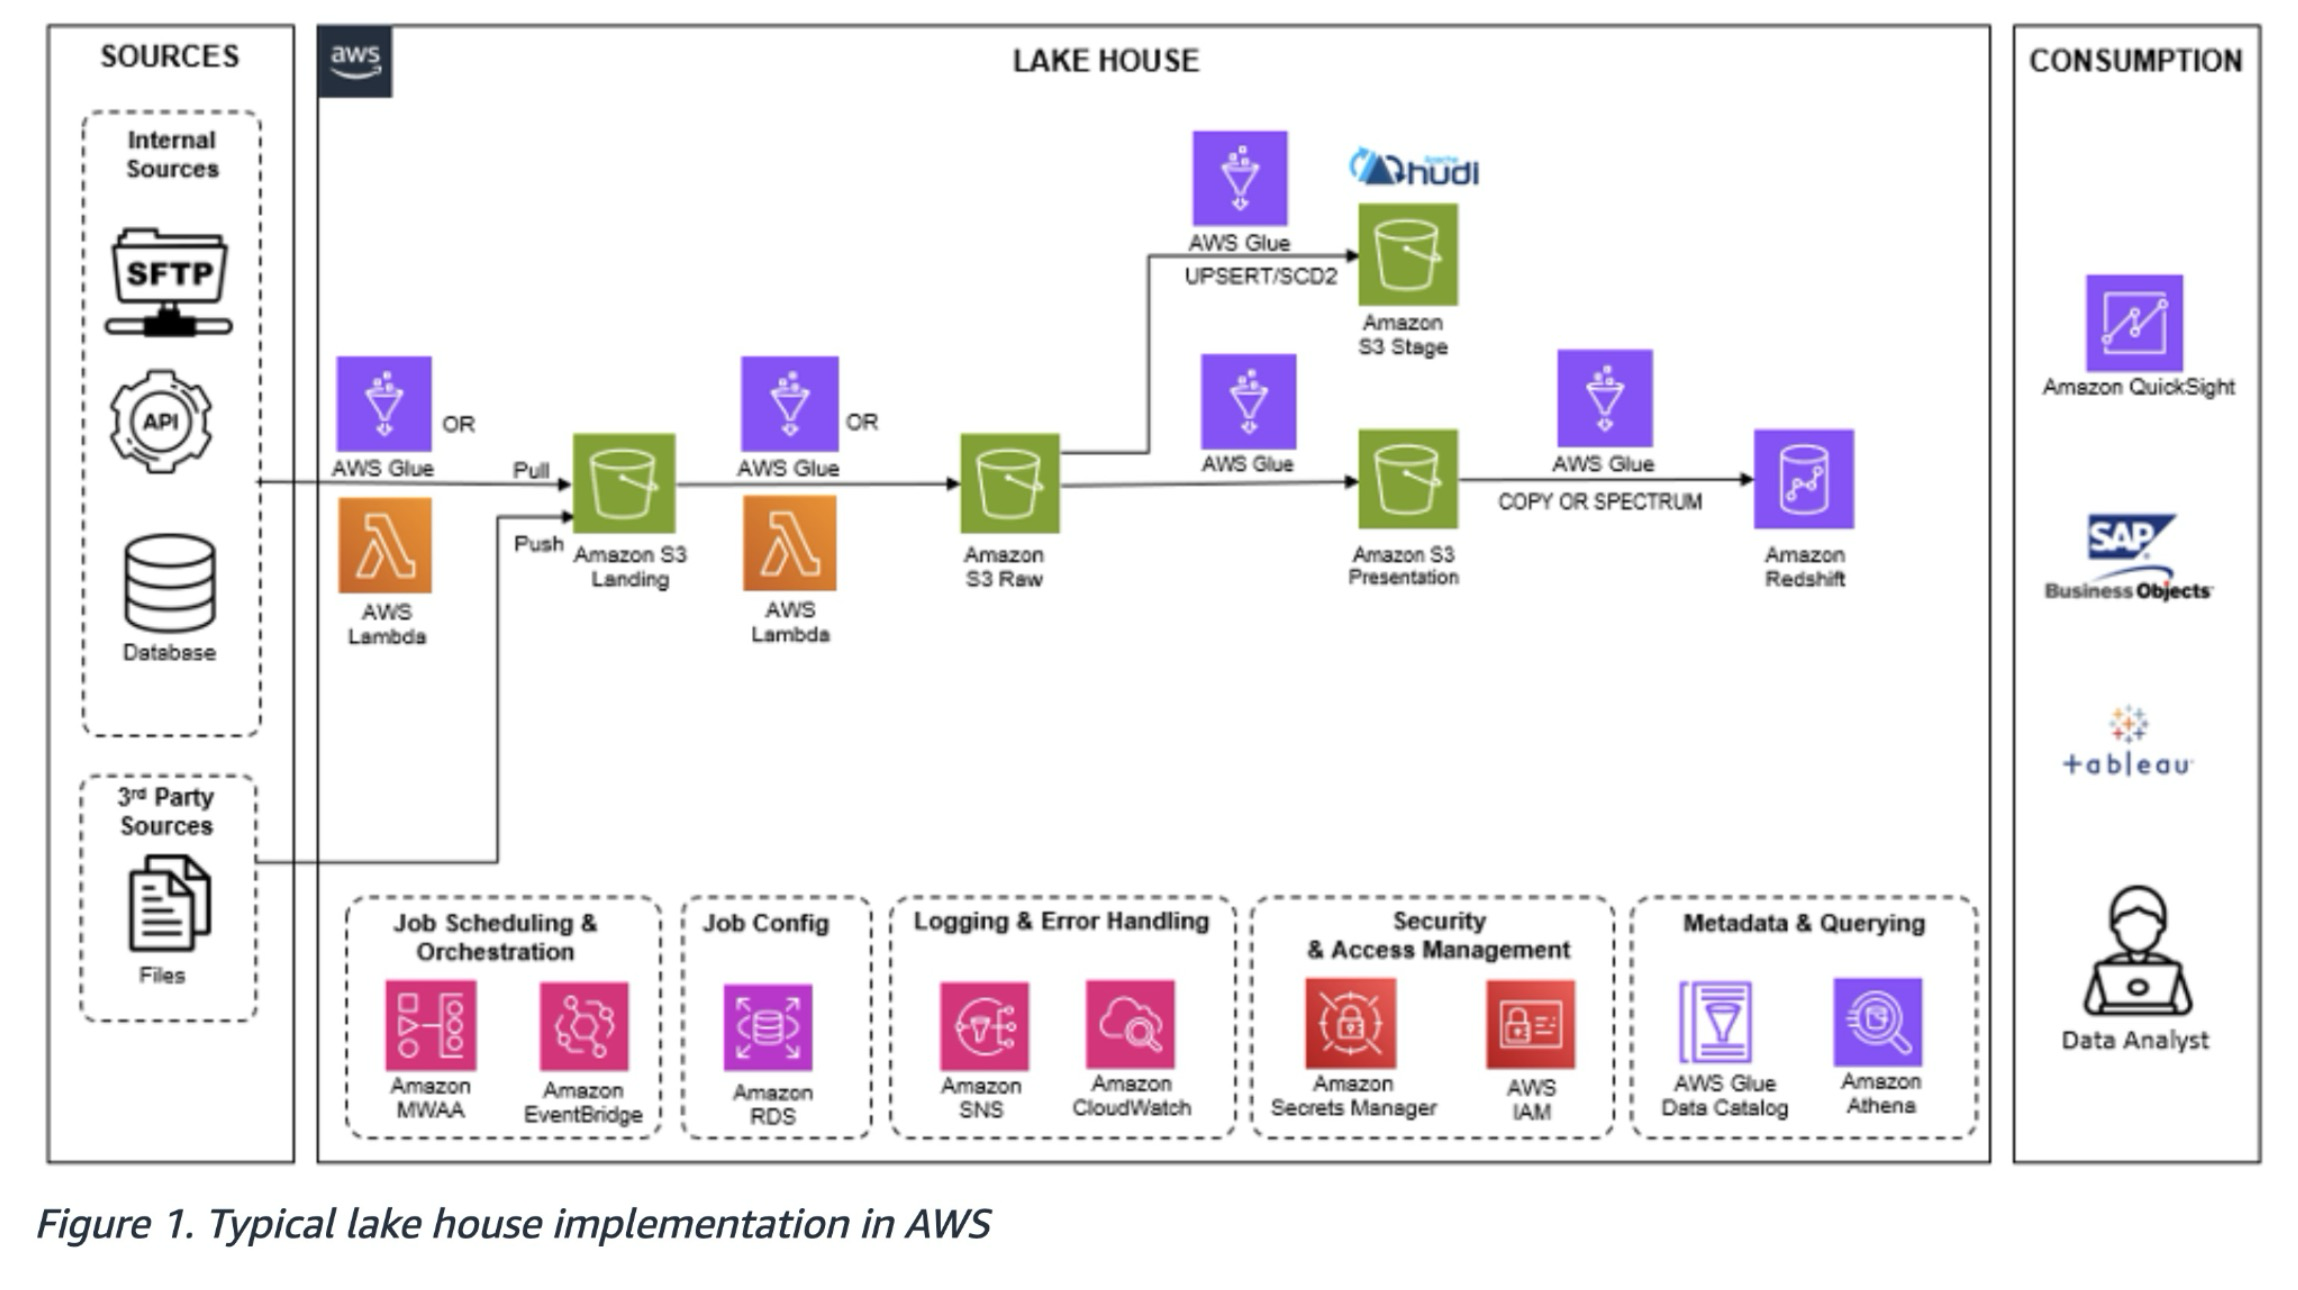 SOURCES
Internal
Sources
SFTP
API
Database
3rd Party
Sources
Files
aws
LAKE HOUSE
AWS Glue
OR
AWS
Lambda
Pull
Push
Amazon S3
Landing
AWS Glue
OR
AWS
Lambda
Amazon
S3 Raw
AWS Glue
UPSERT/SCD2
Apache
hudi
Amazon
S3 Stage
AWS Glue
Amazon S3
Presentation
AWS Glue
COPY OR SPECTRUM
Amazon
Redshift
Job Scheduling &
Orchestration
Amazon
MWAA
Amazon
EventBridge
Job Config
Amazon
RDS
Logging & Error Handling
Amazon
SNS
Amazon
CloudWatch
Security
& Access Management
Amazon
Secrets Manager
AWS
IAM
Metadata & Querying
AWS Glue
Data Catalog
Amazon
Athena
CONSUMPTION
Amazon QuickSight
SAP
Business Objects
+ableau
Data Analyst
Figure 1. Typical lake house implementation in AWS